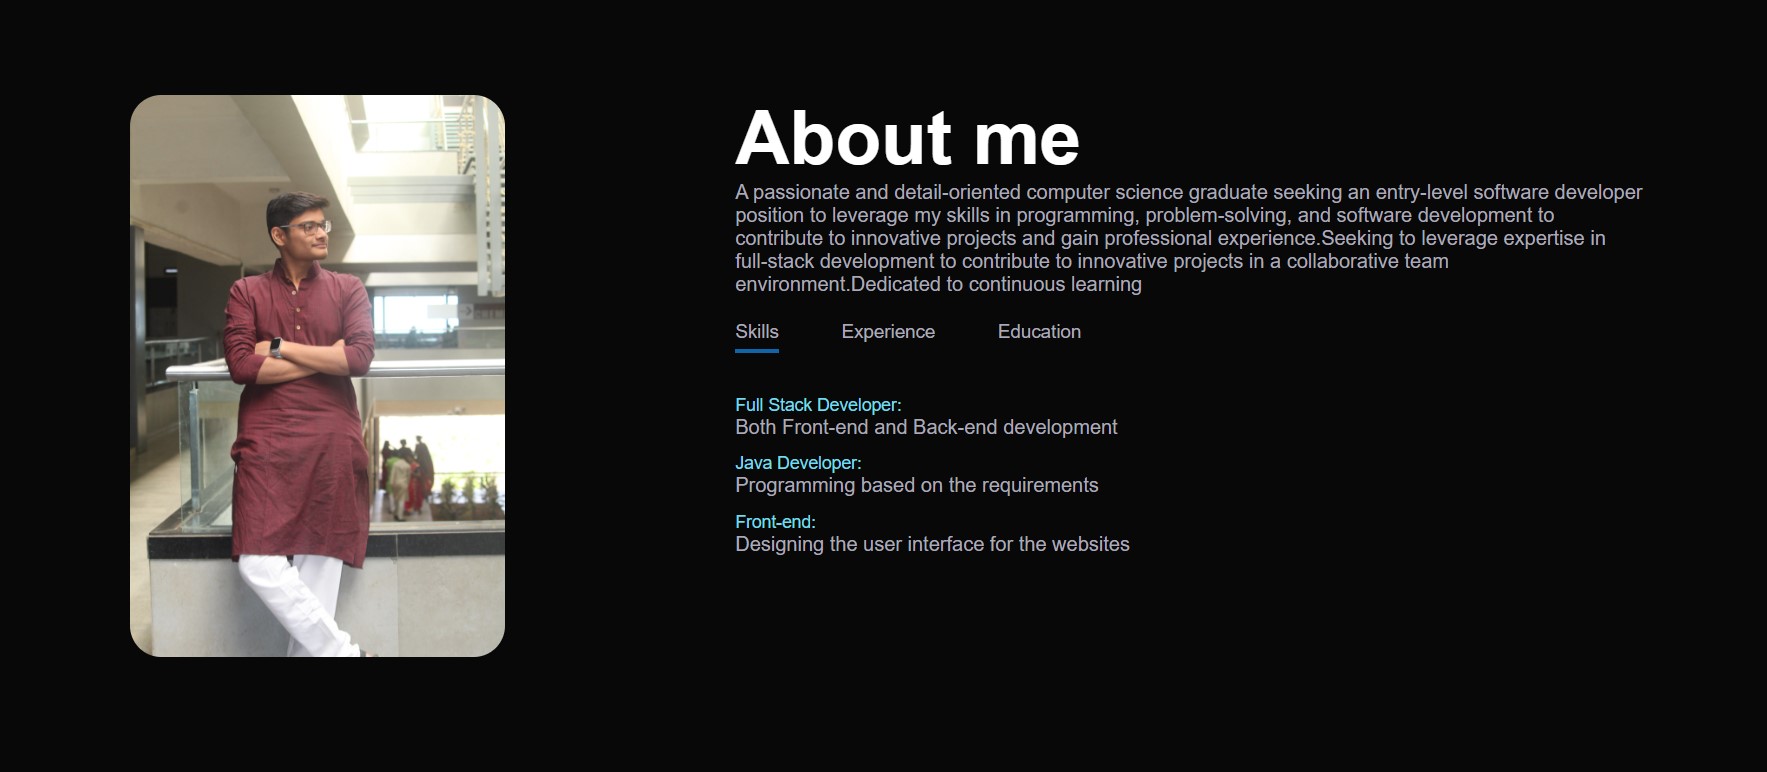 About me
A passionate and detail-oriented computer science graduate seeking an entry-level software developer
position to leverage my skills in programming, problem-solving, and software development to
contribute to innovative projects and gain professional experience.Seeking to leverage expertise in
full-stack development to contribute to innovative projects in a collaborative team
environment.Dedicated to continuous learning
Skills Experience Education
Full Stack Developer:
Both Front-end and Back-end development
Java Developer:
Programming based on the requirements
Front-end:
Designing the user interface for the websites